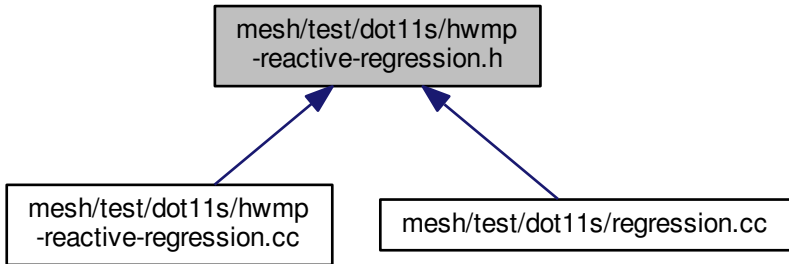 mesh/test/dot11s/hwmp
-reactive-regression.h
mesh/test/dot11s/hwmp
-reactive-regression.cc
mesh/test/dot11s/regression.cc